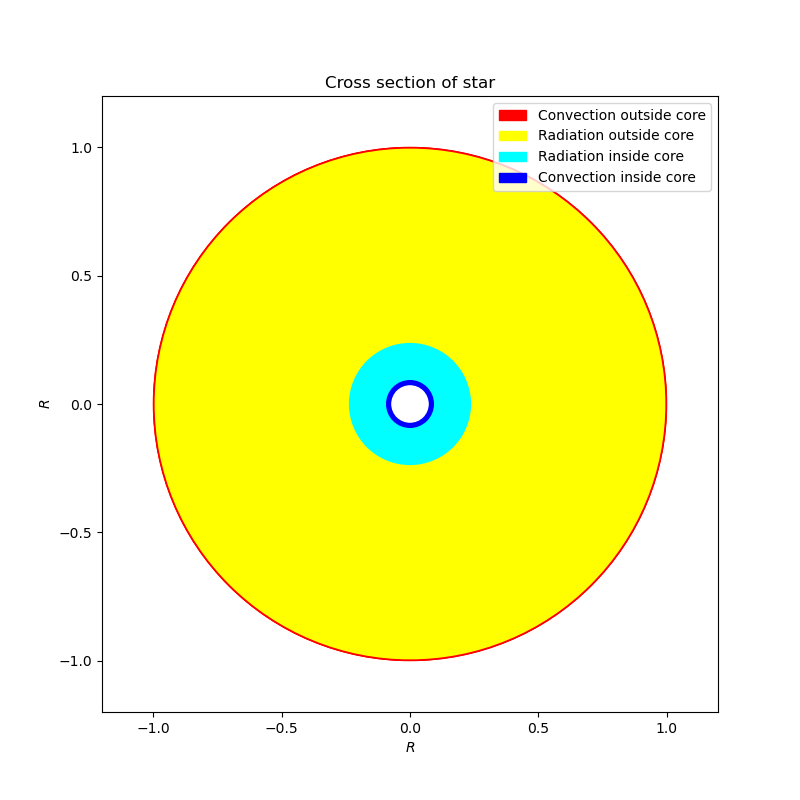 Cross section of star
Convection outside core
Radiation outside core
Radiation inside core
Convection inside core
1.0
0.5
0.0
−0.5
−1.0
R
−1.0
−0.5
0.0
0.5
1.0
R